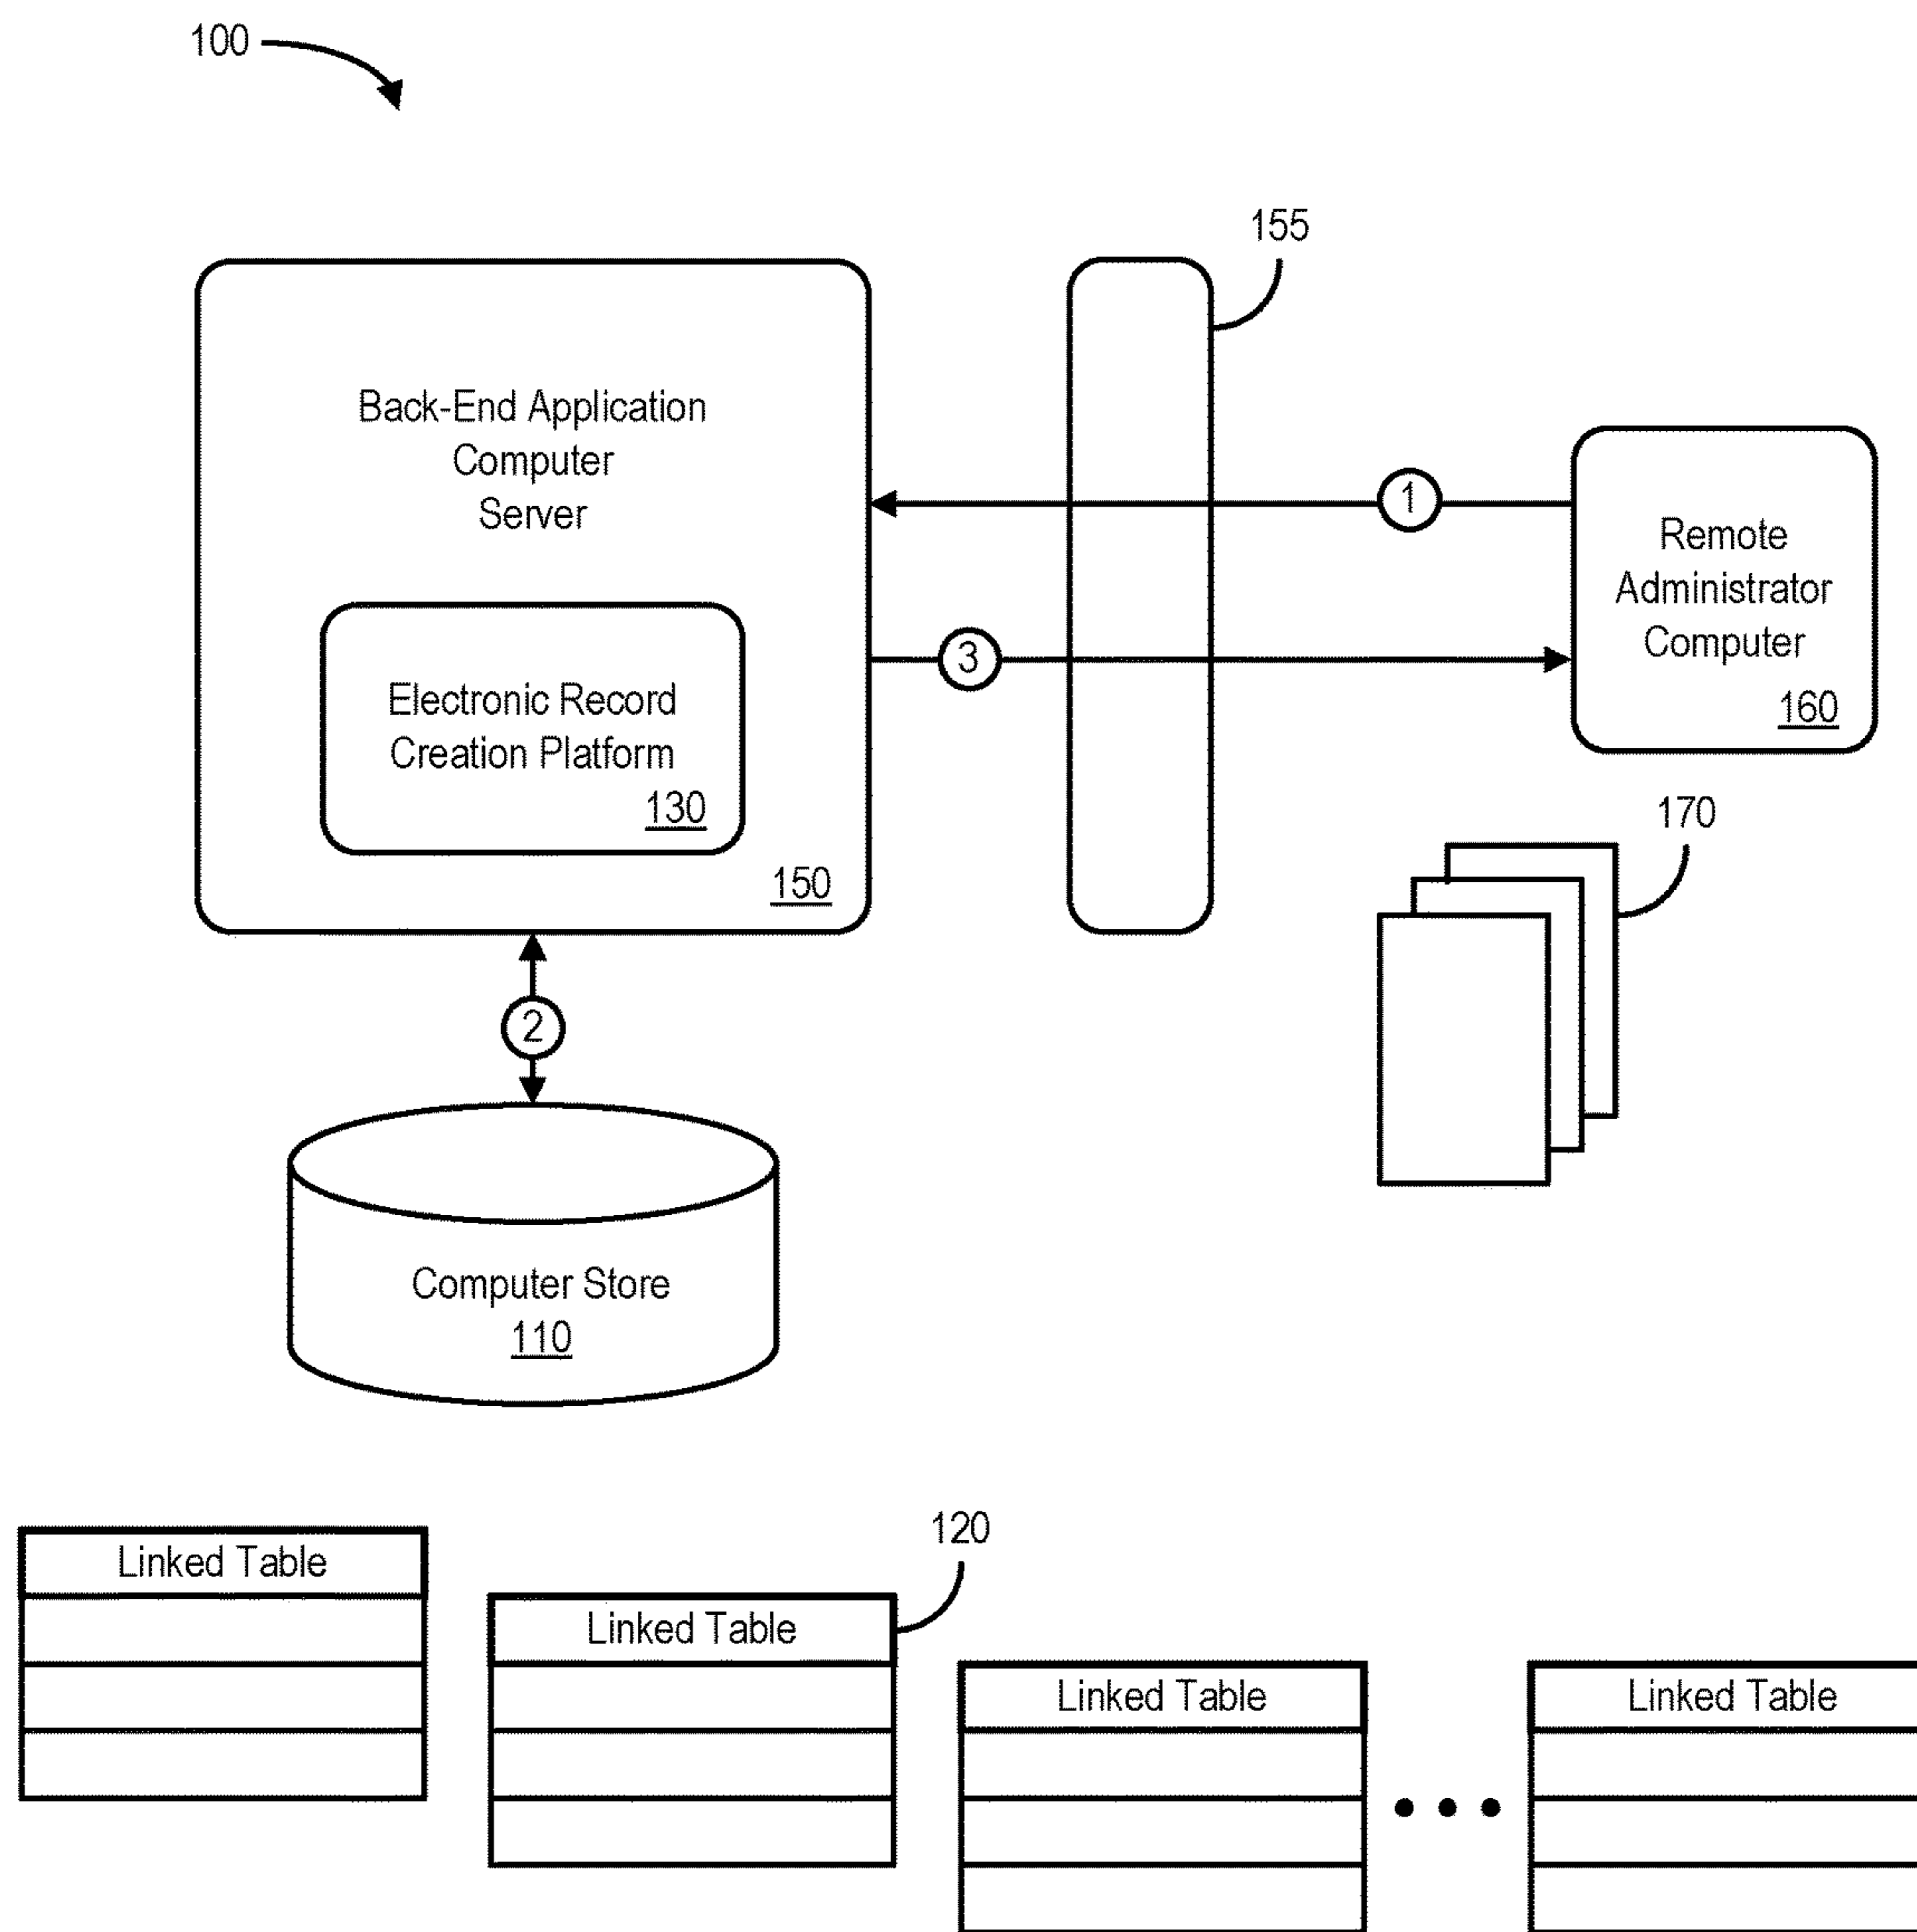 100
155
Back-End Application
Computer
Server
1
Remote
Administrator
Computer
160
3
Electronic Record
Creation Platform
130
150
170
2
Computer Store
110
120
Linked Table
Linked Table
Linked Table
Linked Table